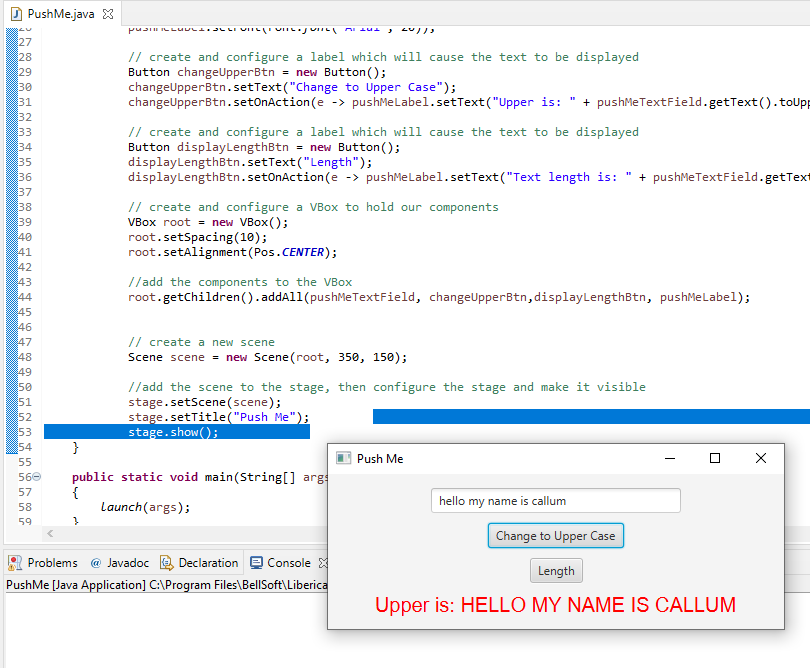 PushMe.java
26 pushMeLabel.setFont(Font.font("Arial", 20));
27
28 // create and configure a label which will cause the text to be displayed
29 Button changeUpperBtn = new Button();
30 changeUpperBtn.setText("Change to Upper Case");
31 changeUpperBtn.setOnAction(e -> pushMeLabel.setText("Upper is: " + pushMeTextField.getText().toUpp
32
33 // create and configure a label which will cause the text to be displayed
34 Button displayLengthBtn = new Button();
35 displayLengthBtn.setText("Length");
36 displayLengthBtn.setOnAction(e -> pushMeLabel.setText("Text length is: " + pushMeTextField.getText
37
38 // create and configure a VBox to hold our components
39 VBox root = new VBox();
40 root.setSpacing(10);
41 root.setAlignment(Pos.CENTER);
42
43 //add the components to the VBox
44 root.getChildren().addAll(pushMeTextField, changeUpperBtn,displayLengthBtn, pushMeLabel);
45
46
47 // create a new scene
48 Scene scene = new Scene(root, 350, 150);
49
50 //add the scene to the stage, then configure the stage and make it visible
51 stage.setScene(scene);
52 stage.setTitle("Push Me");
53 stage.show();
54 }
55
56 public static void main(String[] args
57 {
58 launch(args);
59 }
Problems @ Javadoc Declaration Console
PushMe [Java Application] C:\Program Files\BellSoft\Liberica
Push Me
hello my name is callum
Change to Upper Case
Length
Upper is: HELLO MY NAME IS CALLUM